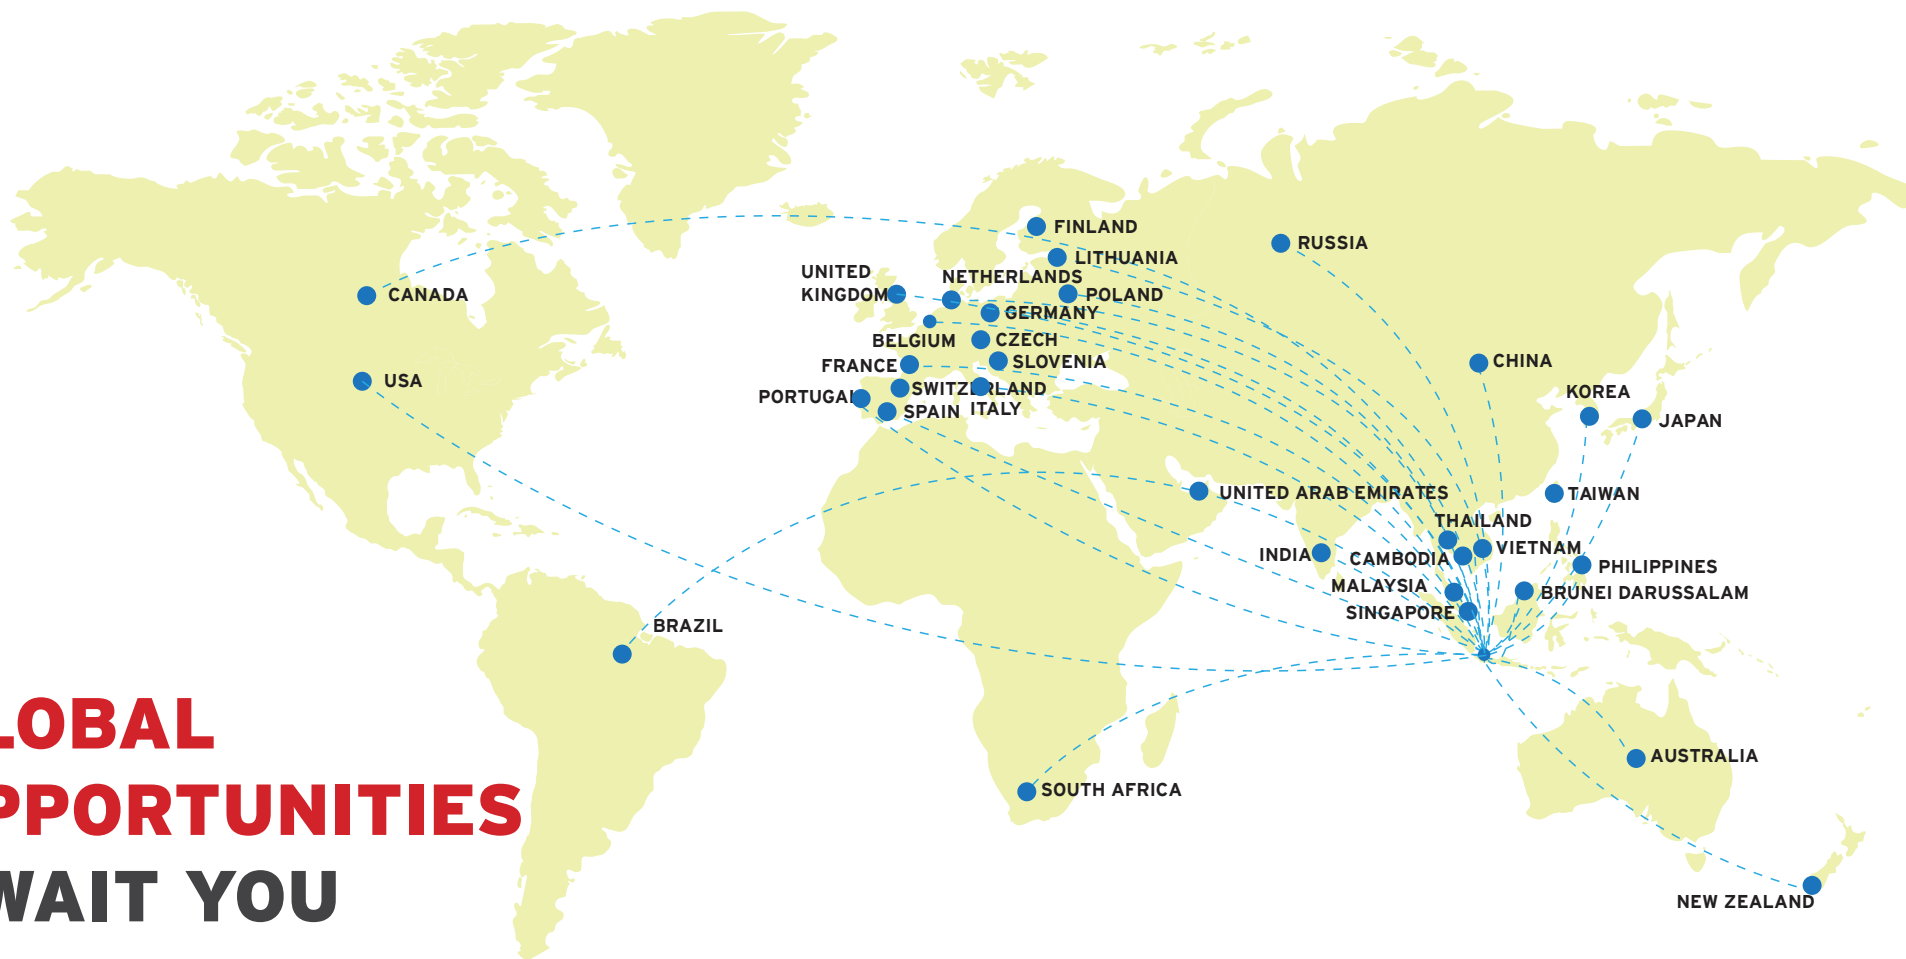 FINLAND
RUSSIA
LITHUANIA
UNITED
KINGDOM
NETHERLANDS
POLAND
CANADA
GERMANY
BELGIUM
CZECH
FRANCE
SLOVENIA
CHINA
USA
SWITZERLAND
PORTUGAL
SPAIN
ITALY
KOREA
JAPAN
UNITED ARAB EMIRATES
TAIWAN
THAILAND
VIETNAM
INDIA
CAMBODIA
PHILIPPINES
MALAYSIA
BRUNEI DARUSSALAM
SINGAPORE
BRAZIL
LOBAL
PPORTUNITIES
WAIT YOU
AUSTRALIA
SOUTH AFRICA
NEW ZEALAND